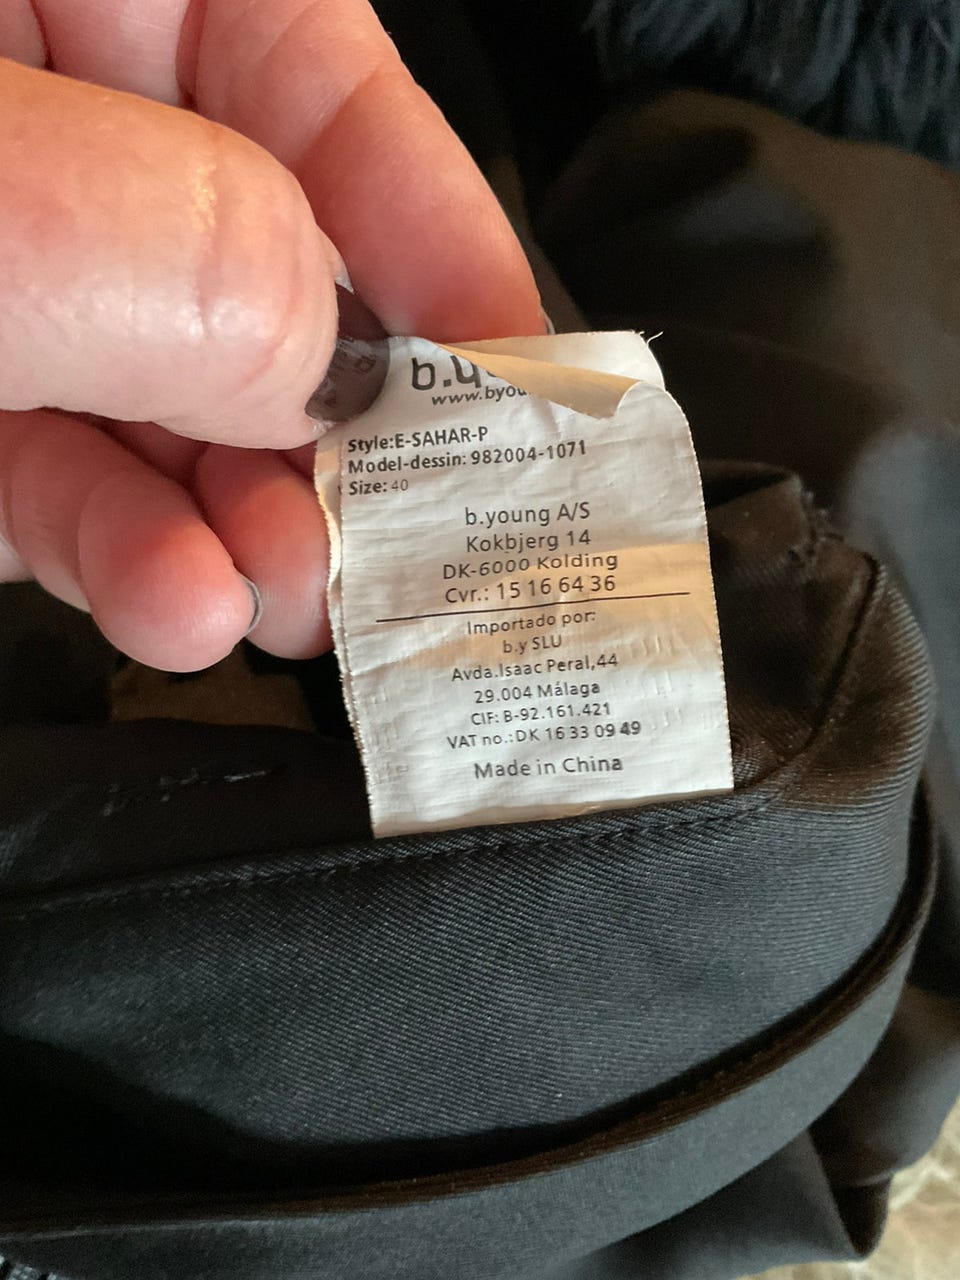 b.y
www.byou
Style:E-SAHAR-P
Model-dessin: 982004-1071
Size: 40
b.young A/S
Kokbjerg 14
DK-6000 Kolding
Cvr.: 15 16 64 36
Importado por:
b.y SLU
Avda.Isaac Peral,44
29.004 Málaga
CIF: B-92.161.421
VAT no.:DK 16 33 09 49
Made in China